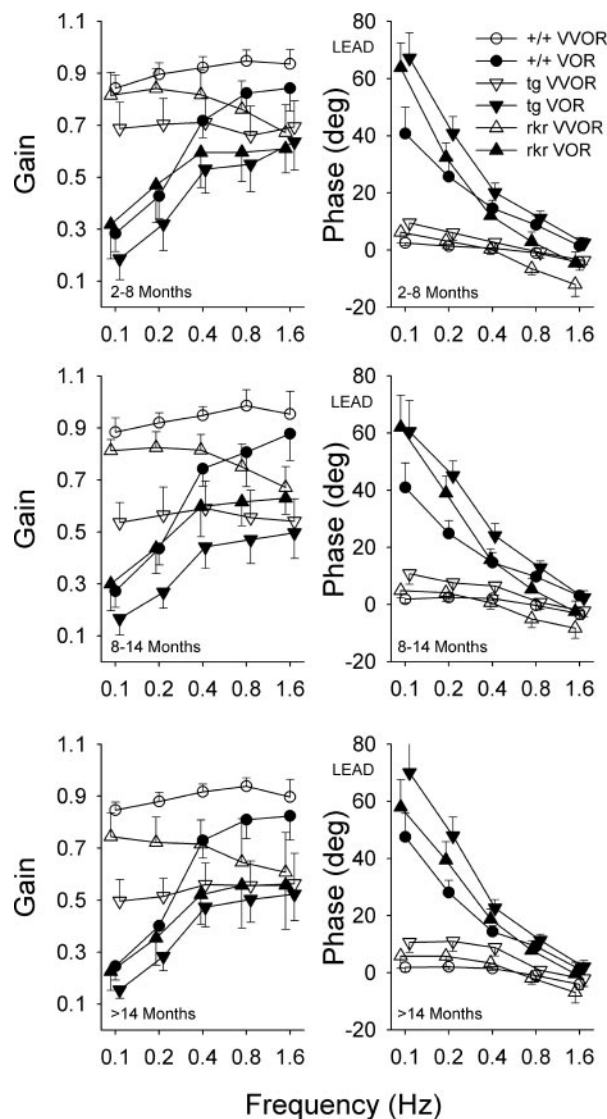 1.1
0.9
0.7
0.5
0.3
0.1
Gain
2-8 Months
0.1 0.2 0.4 0.8 1.6
80
60
40
20
0
-20
Phase (deg)
LEAD
+/+ VVOR
+/+ VOR
tg VVOR
tg VOR
rkr VVOR
rkr VOR
2-8 Months
0.1 0.2 0.4 0.8 1.6
1.1
0.9
0.7
0.5
0.3
0.1
Gain
8-14 Months
0.1 0.2 0.4 0.8 1.6
80
60
40
20
0
-20
Phase (deg)
LEAD
8-14 Months
0.1 0.2 0.4 0.8 1.6
1.1
0.9
0.7
0.5
0.3
0.1
Gain
>14 Months
0.1 0.2 0.4 0.8 1.6
80
60
40
20
0
-20
Phase (deg)
LEAD
>14 Months
0.1 0.2 0.4 0.8 1.6
Frequency (Hz)